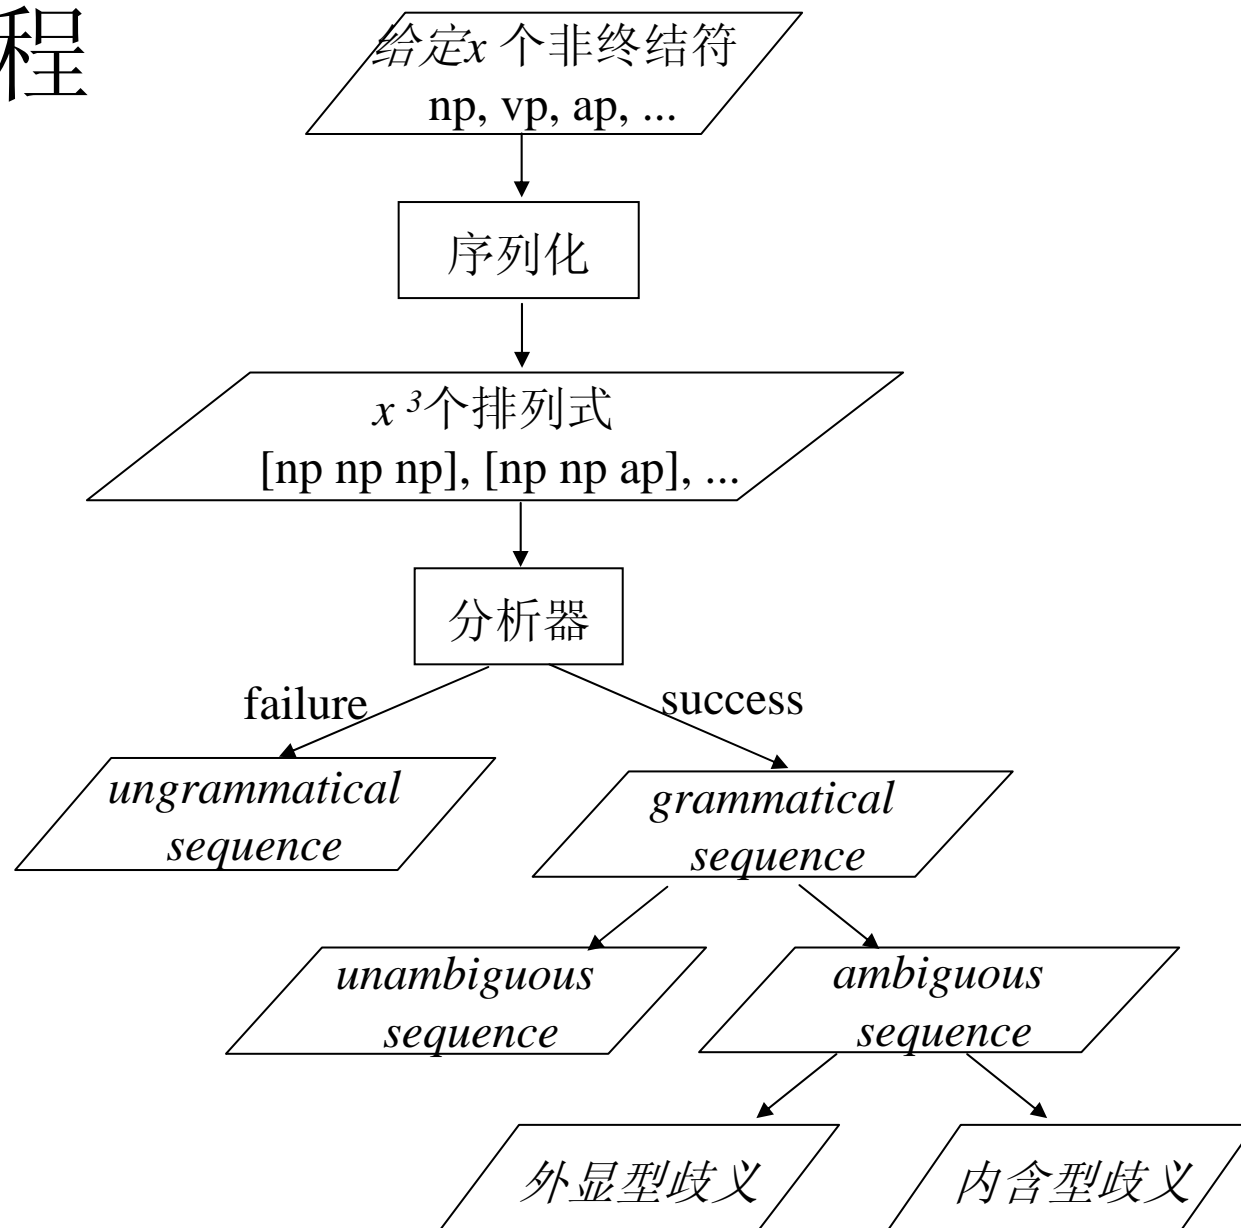 程
给定x 个非终结符
np, vp, ap, ...
序列化
x ³个排列式
[np np np], [np np ap], ...
分析器
failure
success
ungrammatical
sequence
grammatical
sequence
unambiguous
sequence
ambiguous
sequence
外显型歧义
内含型歧义